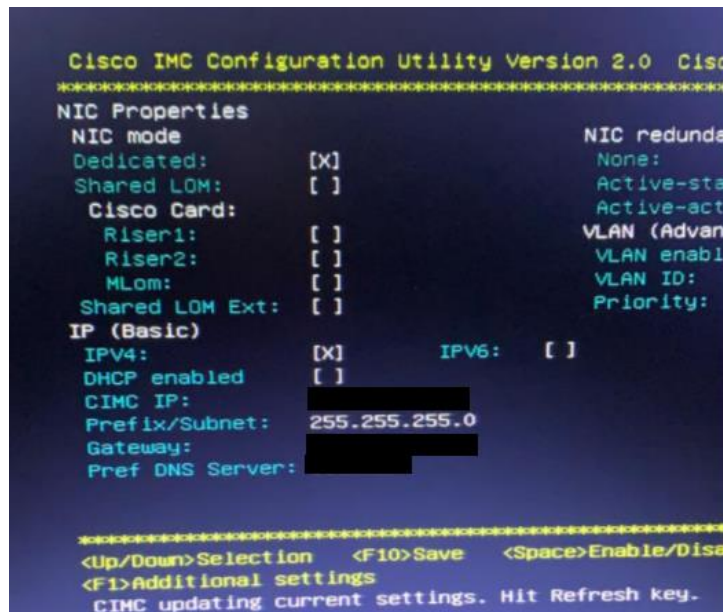 Cisco IMC Configuration Utility Version 2.0 Cisc
NIC Properties
NIC mode NIC redunda
Dedicated: [X] None:
Shared LOM: [ ] Active-sta
Cisco Card: Active-act
Riser1: [ ] VLAN (Advan
Riser2: [ ] VLAN enabl
MLom: [ ] VLAN ID:
Shared LOM Ext: [ ] Priority:
IP (Basic)
IPV4: [X] IPV6: [ ]
DHCP enabled [ ]
CIMC IP:
Prefix/Subnet: 255.255.255.0
Gateway:
Pref DNS Server:
<Up/Down>Selection <F10>Save <Space>Enable/Disa
<F1>Additional settings
CIMC updating current settings. Hit Refresh key.